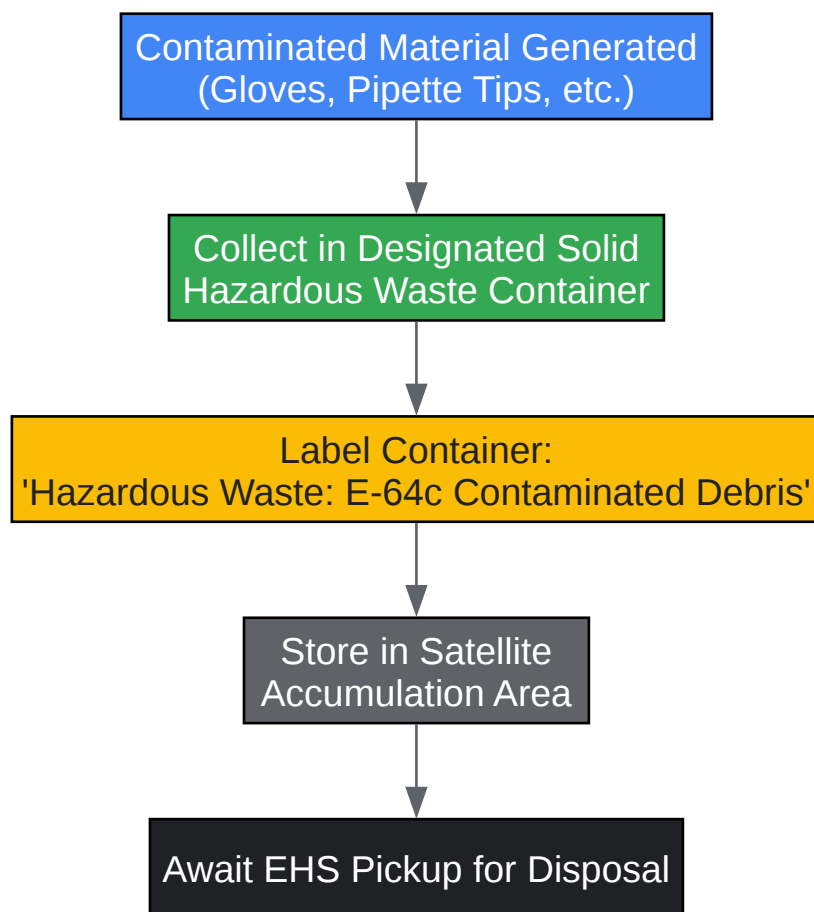 Contaminated Material Generated
(Gloves, Pipette Tips, etc.)
Collect in Designated Solid
Hazardous Waste Container
Label Container:
'Hazardous Waste: E-64c Contaminated Debris'
Store in Satellite
Accumulation Area
Await EHS Pickup for Disposal